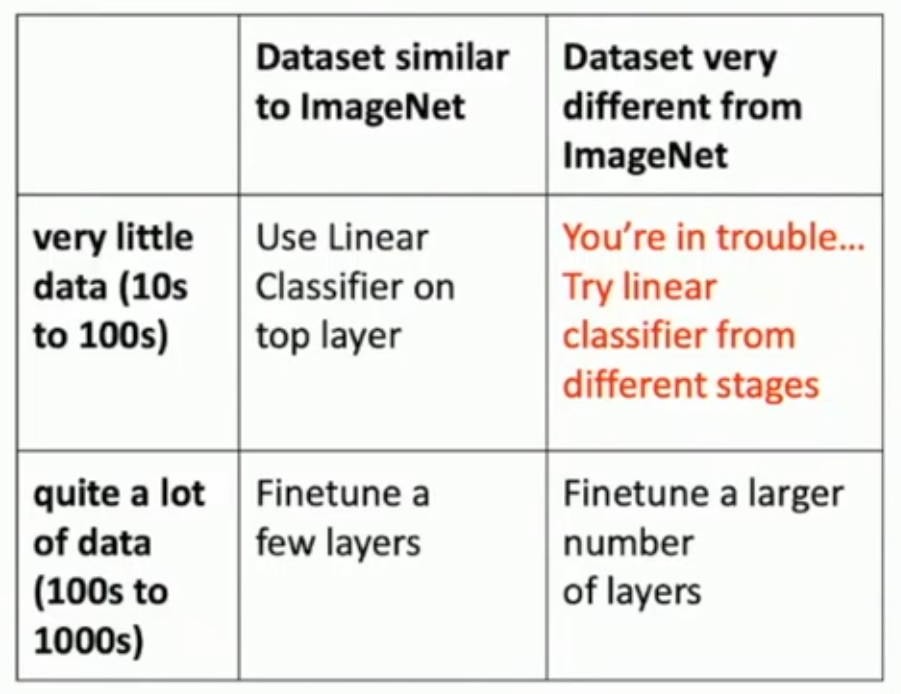 Dataset similar
to ImageNet
Dataset very
different from
ImageNet
very little
data (10s
to 100s)
Use Linear
Classifier on
top layer
You’re in trouble...
Try linear
classifier from
different stages
quite a lot
of data
(100s to
1000s)
Finetune a
few layers
Finetune a larger
number
of layers